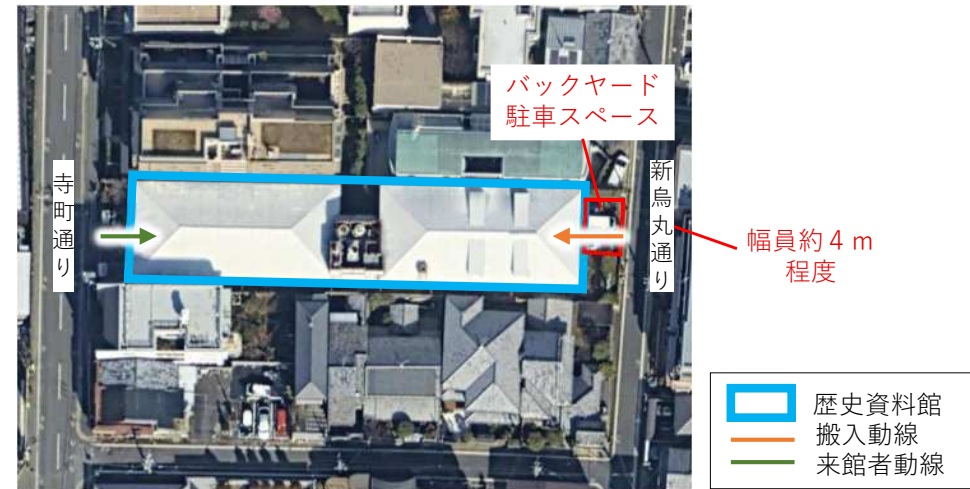 バックヤード
駐車スペース
寺町通り
新烏丸通り
幅員約４ｍ
程度
歴史資料館
搬入動線
来館者動線